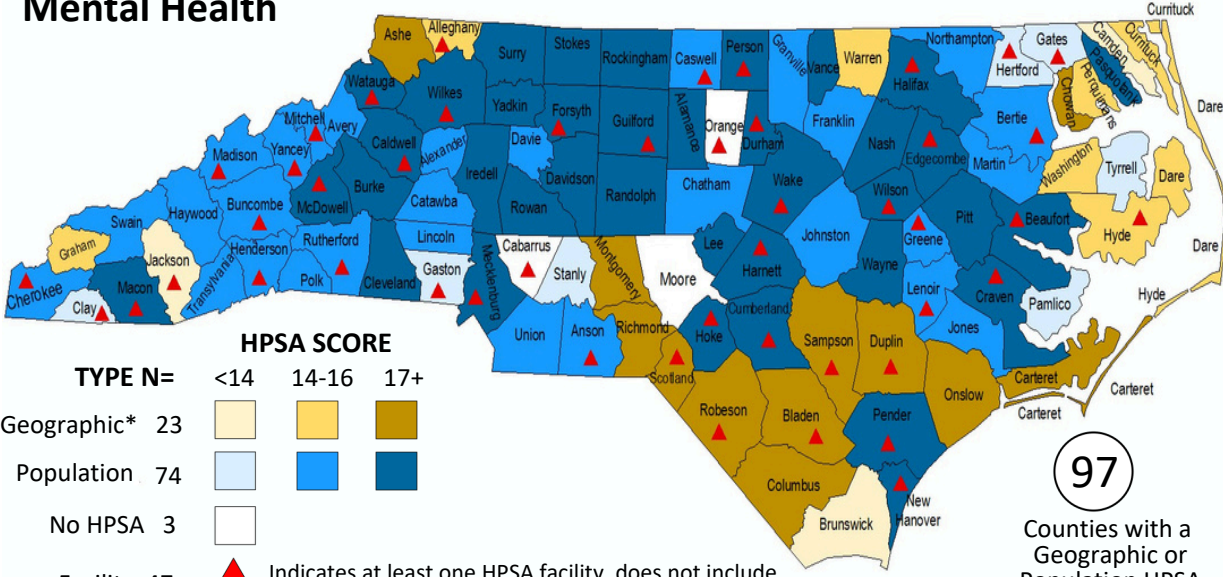 Mental Health
Currituck
Ashe
Alleghany
Surry
Stokes
Rockingham
Caswell
Person
Granville
Vance
Warren
Northampton
Gates
Hertford
Camden
Currituck
Pasquotank
Perquimans
Chowan
Halifax
Watauga
Wilkes
Yadkin
Forsyth
Guilford
Alamance
Orange
Durham
Franklin
Nash
Edgecombe
Bertie
Martin
Dare
Mitchell
Avery
Yancey
Madison
Caldwell
Alexander
Davie
Iredell
Davidson
Randolph
Chatham
Wake
Wilson
Washington
Tyrrell
Dare
Burke
McDowell
Buncombe
Haywood
Swain
Catawba
Rowan
Pitt
Beaufort
Hyde
Graham
Jackson
Henderson
Rutherford
Lincoln
Cabarrus
Stanly
Montgomery
Moore
Lee
Harnett
Johnston
Wayne
Greene
Lenoir
Craven
Pamlico
Dare
Hyde
Cherokee
Clay
Macon
Transylvania
Polk
Cleveland
Gaston
Mecklenburg
Union
Anson
Richmond
Scotland
Hoke
Cumberland
Sampson
Duplin
Jones
Onslow
Carteret
Carteret
Carteret
Robeson
Bladen
Pender
Columbus
Brunswick
New
Hanover
HPSA SCORE
TYPE N= <14 14-16 17+
Geographic* 23
Population 74
No HPSA 3
Indicates at least one HPSA facility, does not include
97
Counties with a
Geographic or
Population HPSA